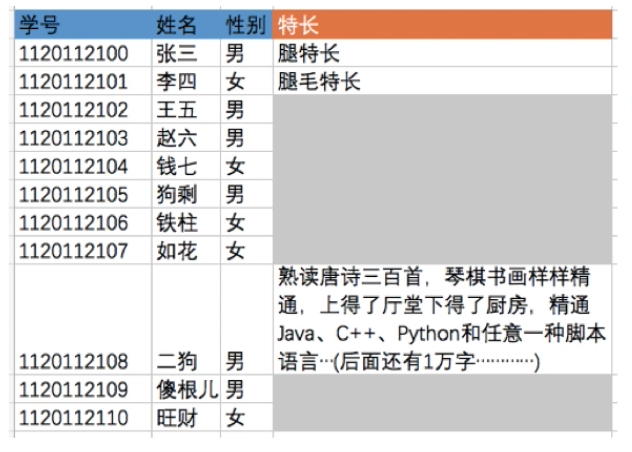 学号 姓名 性别 特长
1120112100 张三 男 腿特长
1120112101 李四 女 腿毛特长
1120112102 王五 男
1120112103 赵六 男
1120112104 钱七 女
1120112105 狗剩 男
1120112106 铁柱 女
1120112107 如花 女
熟读唐诗三百首，琴棋书画样样精
通，上得了厅堂下得了厨房，精通
Java、C++、Python和任意一种脚本
1120112108 二狗 男 语言…(后面还有1万字…………)
1120112109 傻根儿 男
1120112110 旺财 女